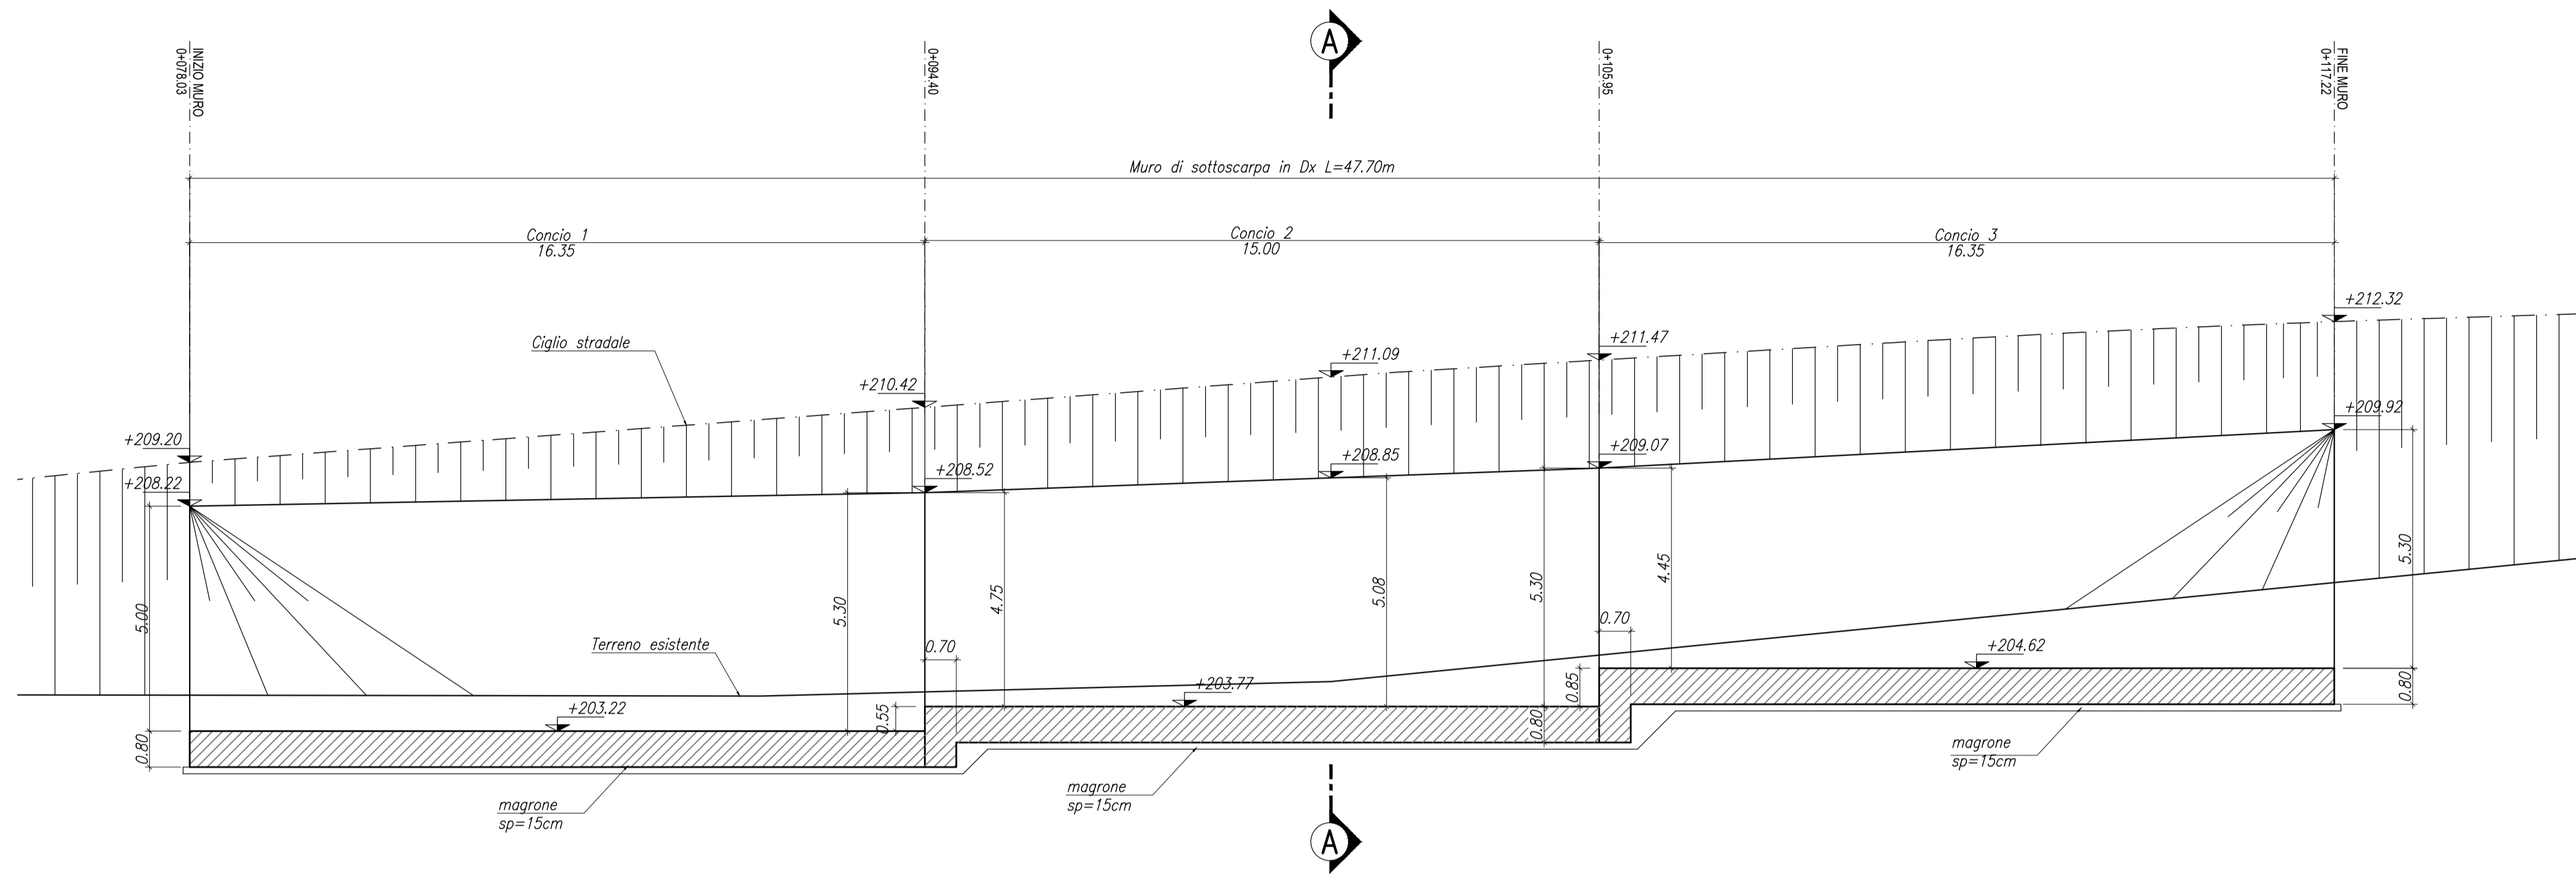 A
INIZIO MURO
0+078.03
0+094.40
0+105.95
FINE MURO
0+117.22
Muro di sottoscarpa in Dx L=47.70m
Concio 1
16.35
Concio 2
15.00
Concio 3
16.35
+212.32
Ciglio stradale
+211.47
+211.09
+210.42
+209.92
+209.20
+208.85
+209.07
+208.52
+208.22
5.00
5.30
4.75
5.08
5.30
4.45
5.30
0.70
0.70
Terreno esistente
+204.62
+203.77
+203.22
0.55
0.85
0.80
0.80
0.80
magrone
sp=15cm
magrone
sp=15cm
magrone
sp=15cm
A